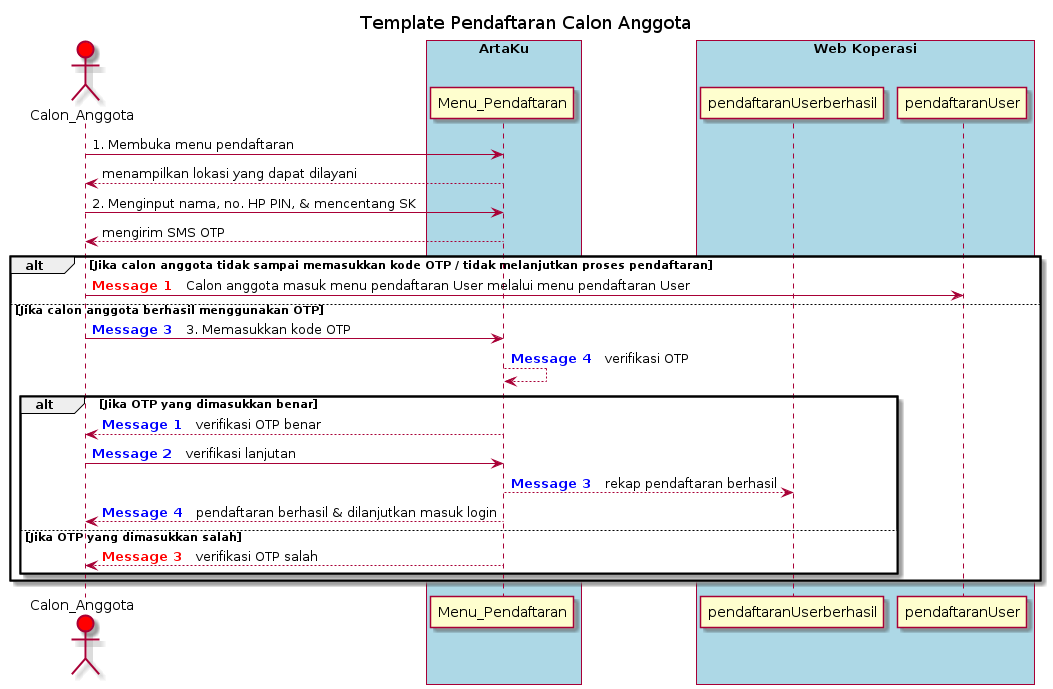 Template Pendaftaran Calon Anggota
ArtaKu
Web Koperasi
Calon_Anggota
Menu_Pendaftaran
pendaftaranUserberhasil
pendaftaranUser
1. Membuka menu pendaftaran
menampilkan lokasi yang dapat dilayani
2. Menginput nama, no. HP PIN, & mencentang SK
mengirim SMS OTP
alt [Jika calon anggota tidak sampai memasukkan kode OTP / tidak melanjutkan proses pendaftaran]
Message 1 Calon anggota masuk menu pendaftaran User melalui menu pendaftaran User
[Jika calon anggota berhasil menggunakan OTP]
Message 3 3. Memasukkan kode OTP
Message 4 verifikasi OTP
alt [Jika OTP yang dimasukkan benar]
Message 1 verifikasi OTP benar
Message 2 verifikasi lanjutan
Message 3 rekap pendaftaran berhasil
Message 4 pendaftaran berhasil & dilanjutkan masuk login
[Jika OTP yang dimasukkan salah]
Message 3 verifikasi OTP salah
Calon_Anggota
Menu_Pendaftaran
pendaftaranUserberhasil
pendaftaranUser